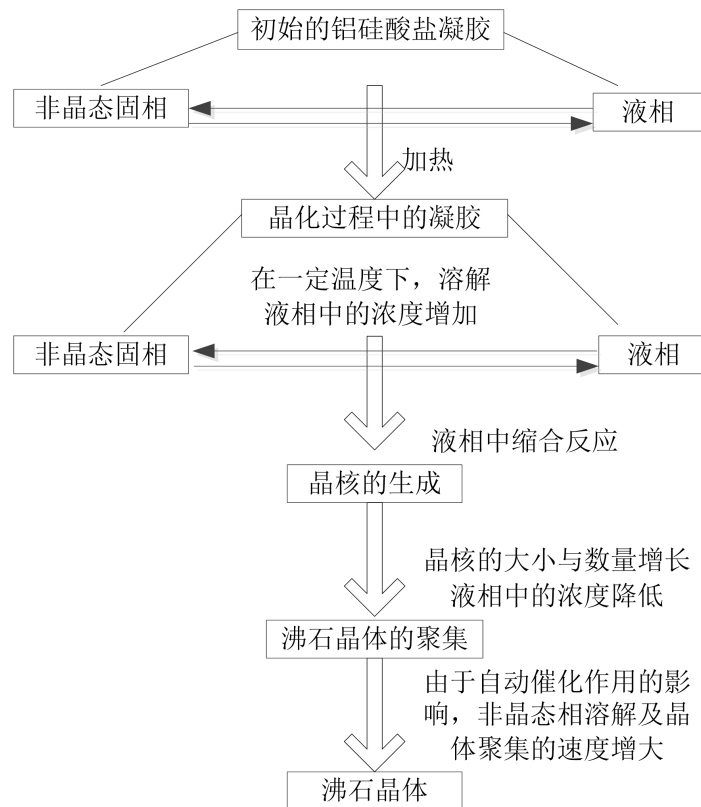 初始的铝硅酸盐凝胶
非晶态固相
液相
加热
晶化过程中的凝胶
在一定温度下，溶解
液相中的浓度增加
非晶态固相
液相
液相中缩合反应
晶核的生成
晶核的大小与数量增长
液相中的浓度降低
沸石晶体的聚集
由于自动催化作用的影
响，非晶态相溶解及晶
体聚集的速度增大
沸石晶体